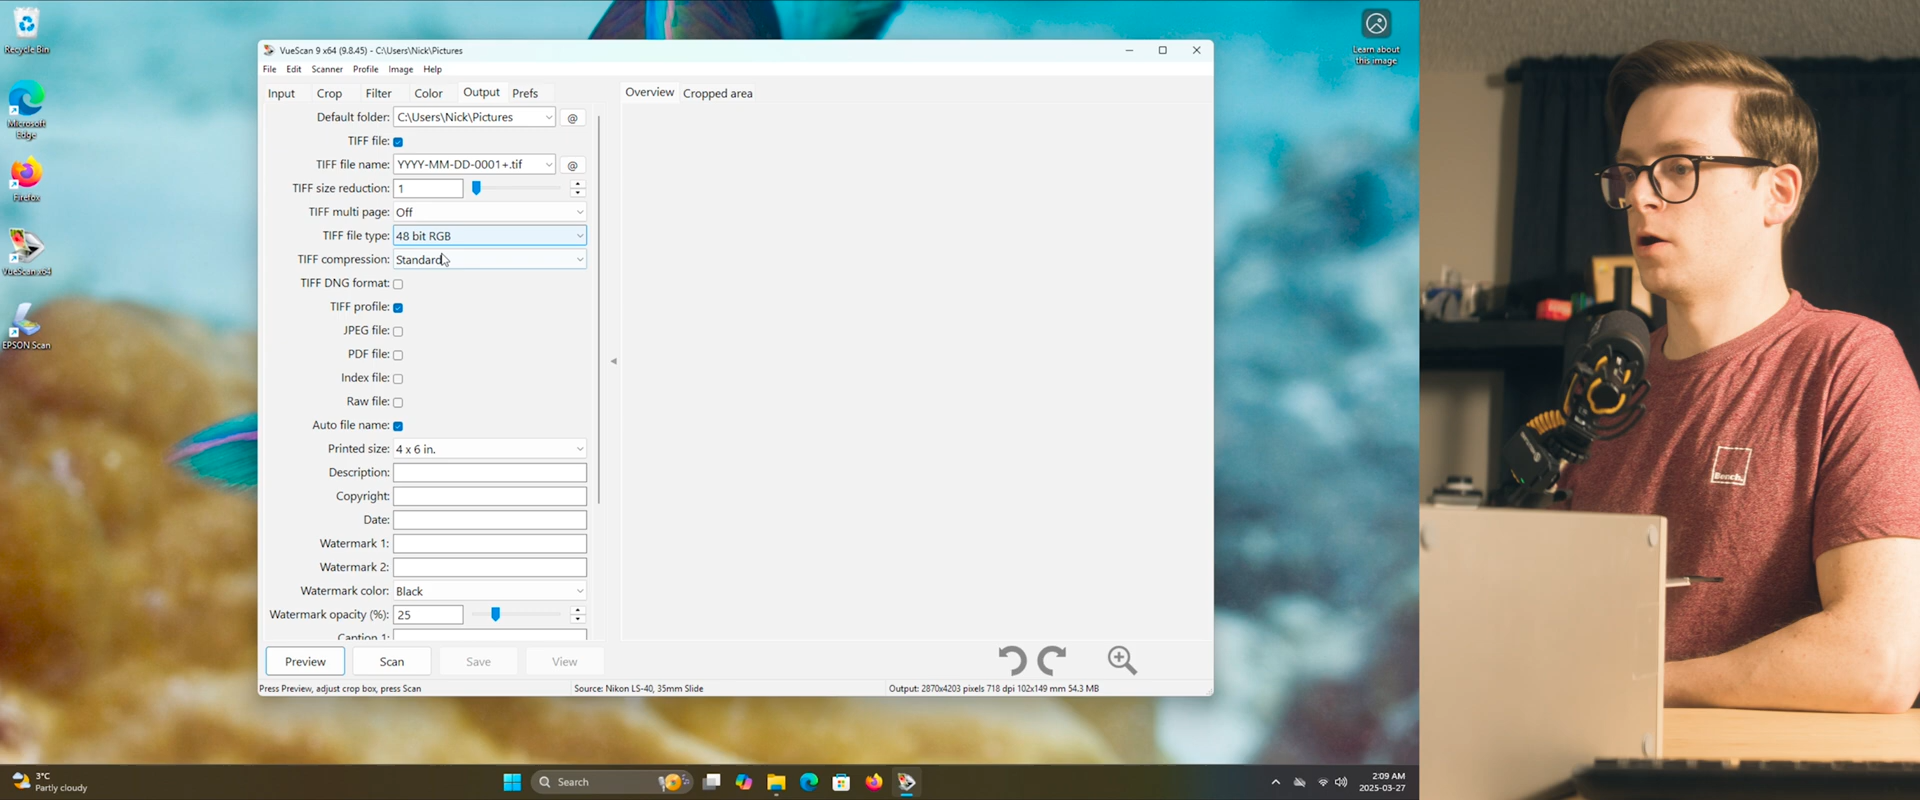 Recycle Bin
Microsoft
Edge
Firefox
VueScan x64
EPSON Scan
Learn about
this image
VueScan 9 x64 (9.8.45) - C:\Users\Nick\Pictures
File Edit Scanner Profile Image Help
Input Crop Filter Color Output Prefs
Overview Cropped area
Default folder: C:\Users\Nick\Pictures @
TIFF file:
TIFF file name: YYYY-MM-DD-0001+.tif @
TIFF size reduction: 1
TIFF multi page: Off
TIFF file type: 48 bit RGB
TIFF compression: Standard
TIFF DNG format:
TIFF profile:
JPEG file:
PDF file:
Index file:
Raw file:
Auto file name:
Printed size: 4 x 6 in.
Description:
Copyright:
Date:
Watermark 1:
Watermark 2:
Watermark color: Black
Watermark opacity (%): 25
Caption 1:
Preview Scan Save View
Press Preview, adjust crop box, press Scan
Source: Nikon LS-40, 35mm Slide
Output: 2870x4203 pixels 718 dpi 102x149 mm 54.3 MB
3°C
Partly cloudy
Search
2:09 AM
2025-03-27
Bench.